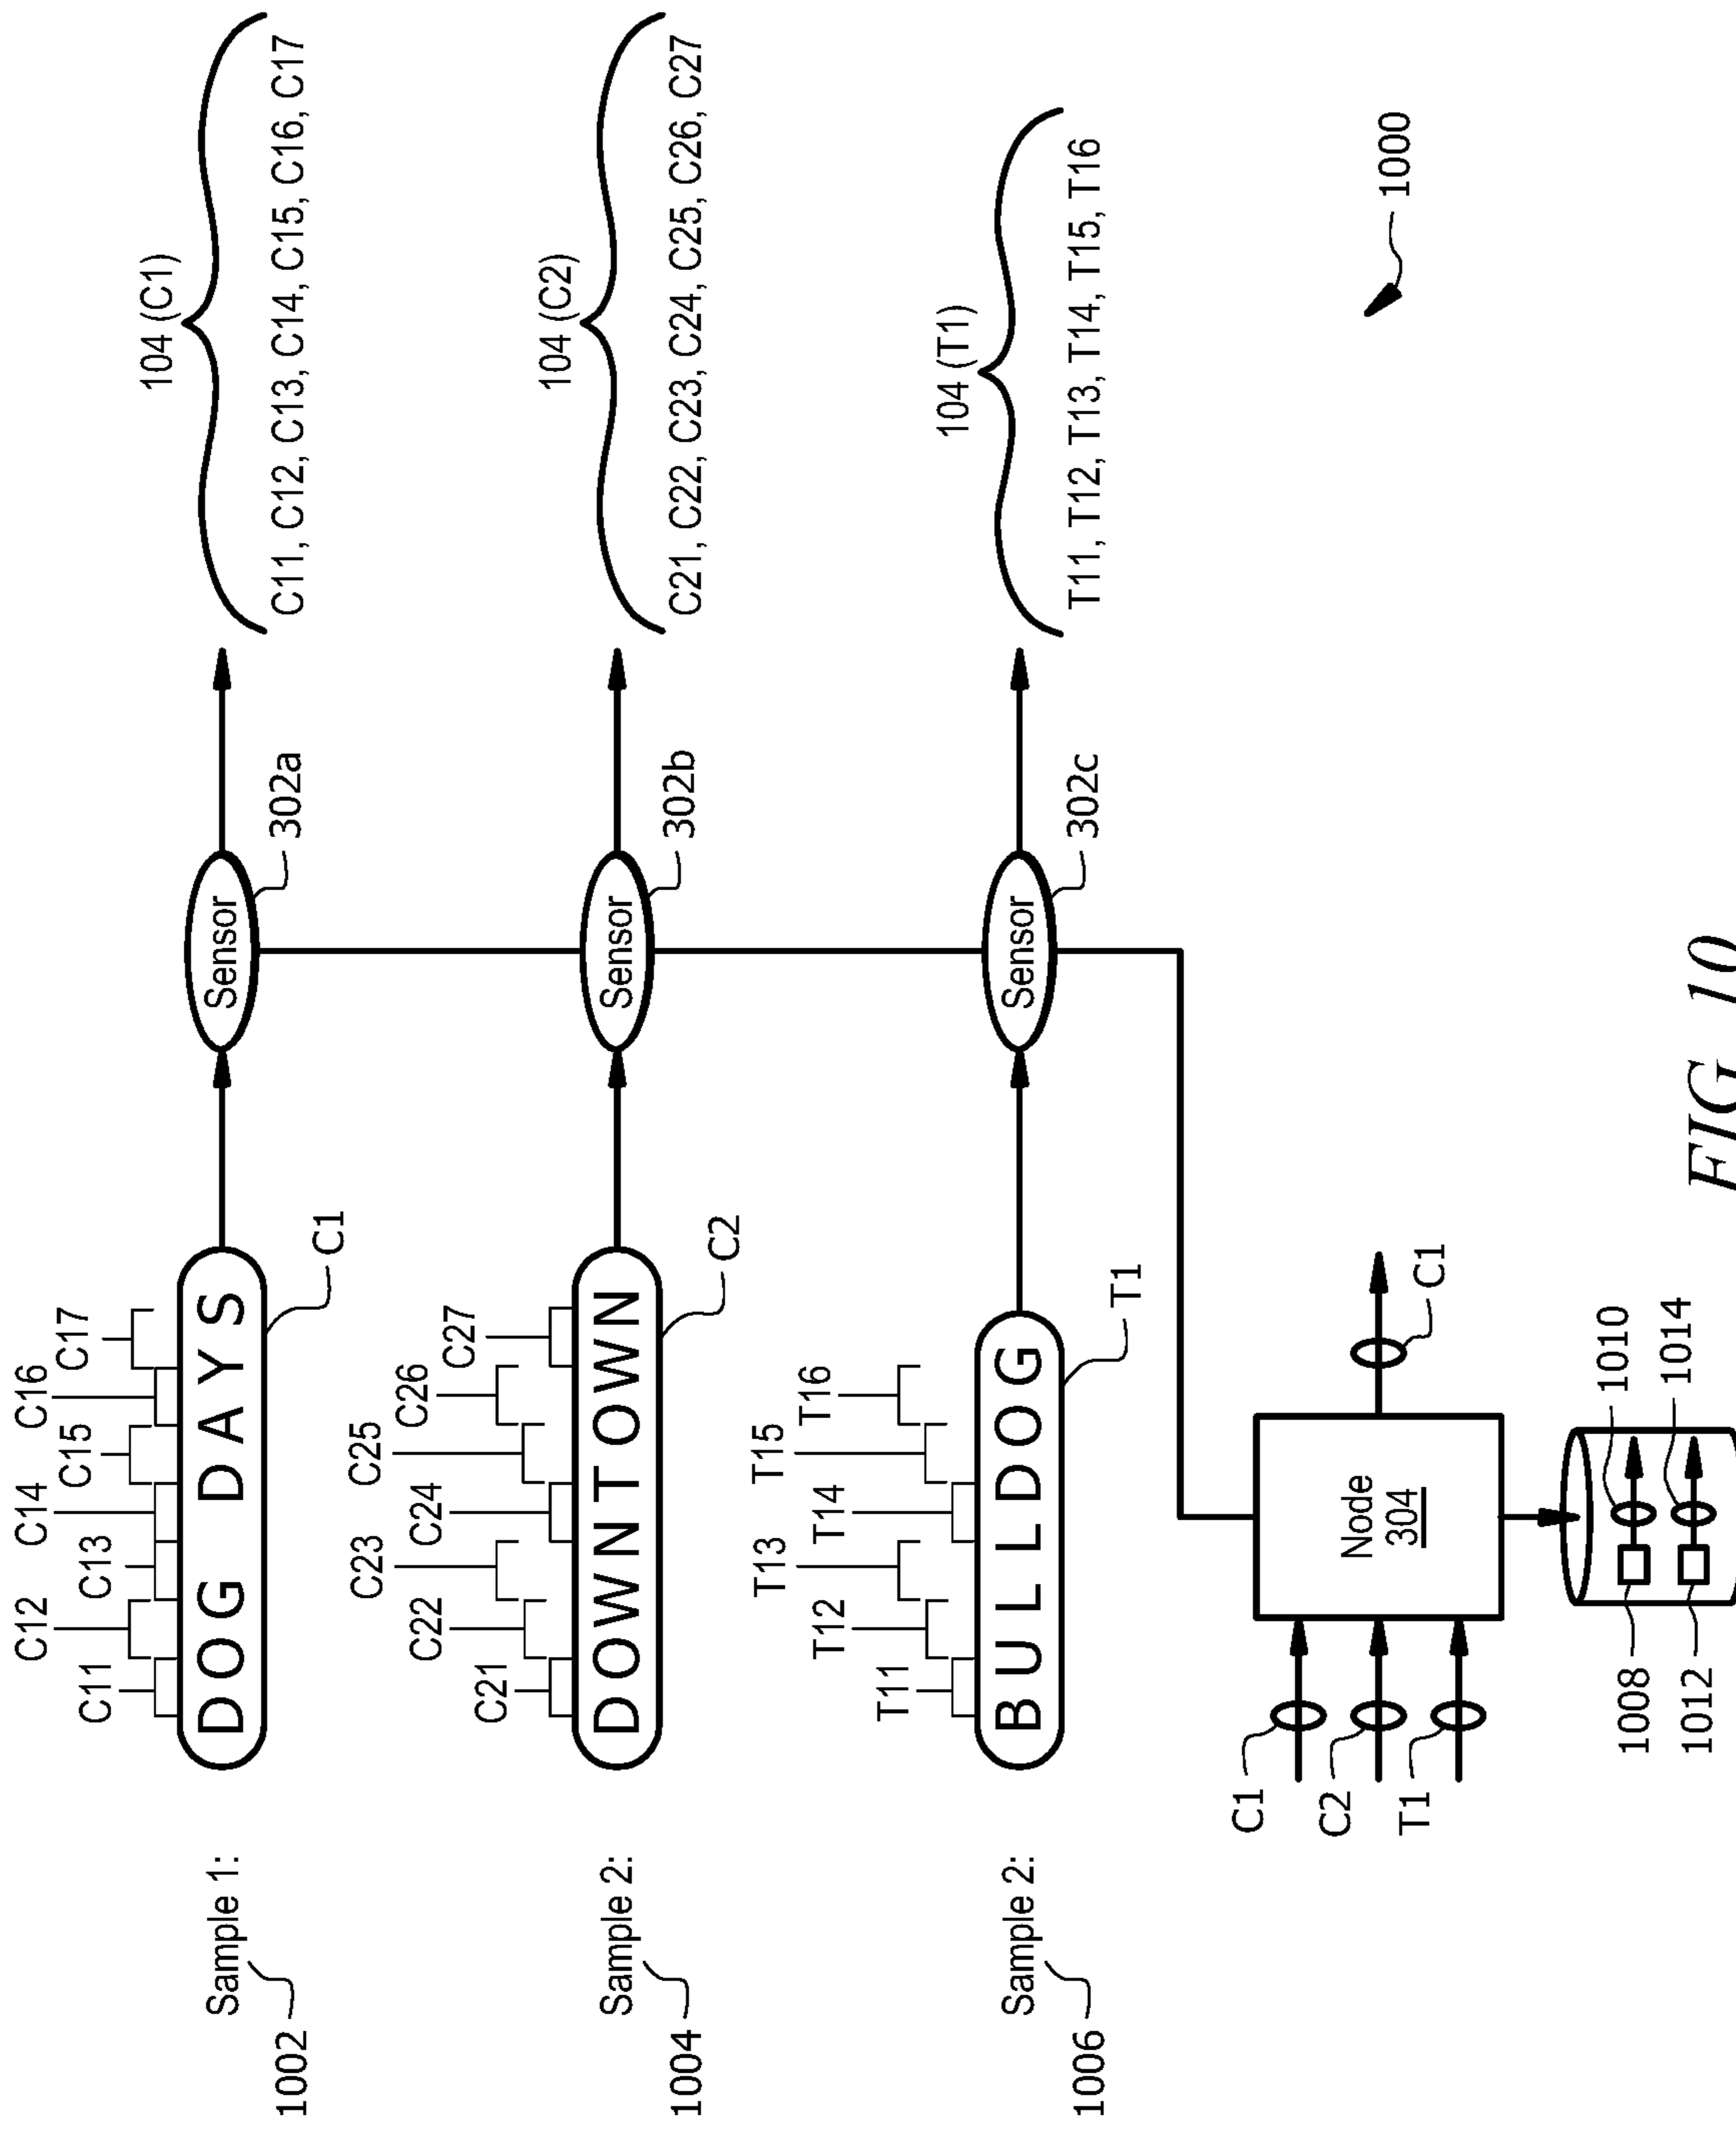 C11
C12
C13
C14
C15
C16
C17
Sample 1:
1002
DOG DAYS
C1
Sensor
302a
104 (C1)
C11, C12, C13, C14, C15, C16, C17
C21
C22
C23
C24
C25
C26
C27
Sample 2:
1004
DOWNTOWN
C2
Sensor
302b
104 (C2)
C21, C22, C23, C24, C25, C26, C27
T11
T12
T13
T14
T15
T16
Sample 2:
1006
BULLDOG
T1
Sensor
302c
104 (T1)
T11, T12, T13, T14, T15, T16
C1
C2
T1
Node
304
C1
1008
1010
1012
1014
1000
FIG. 10